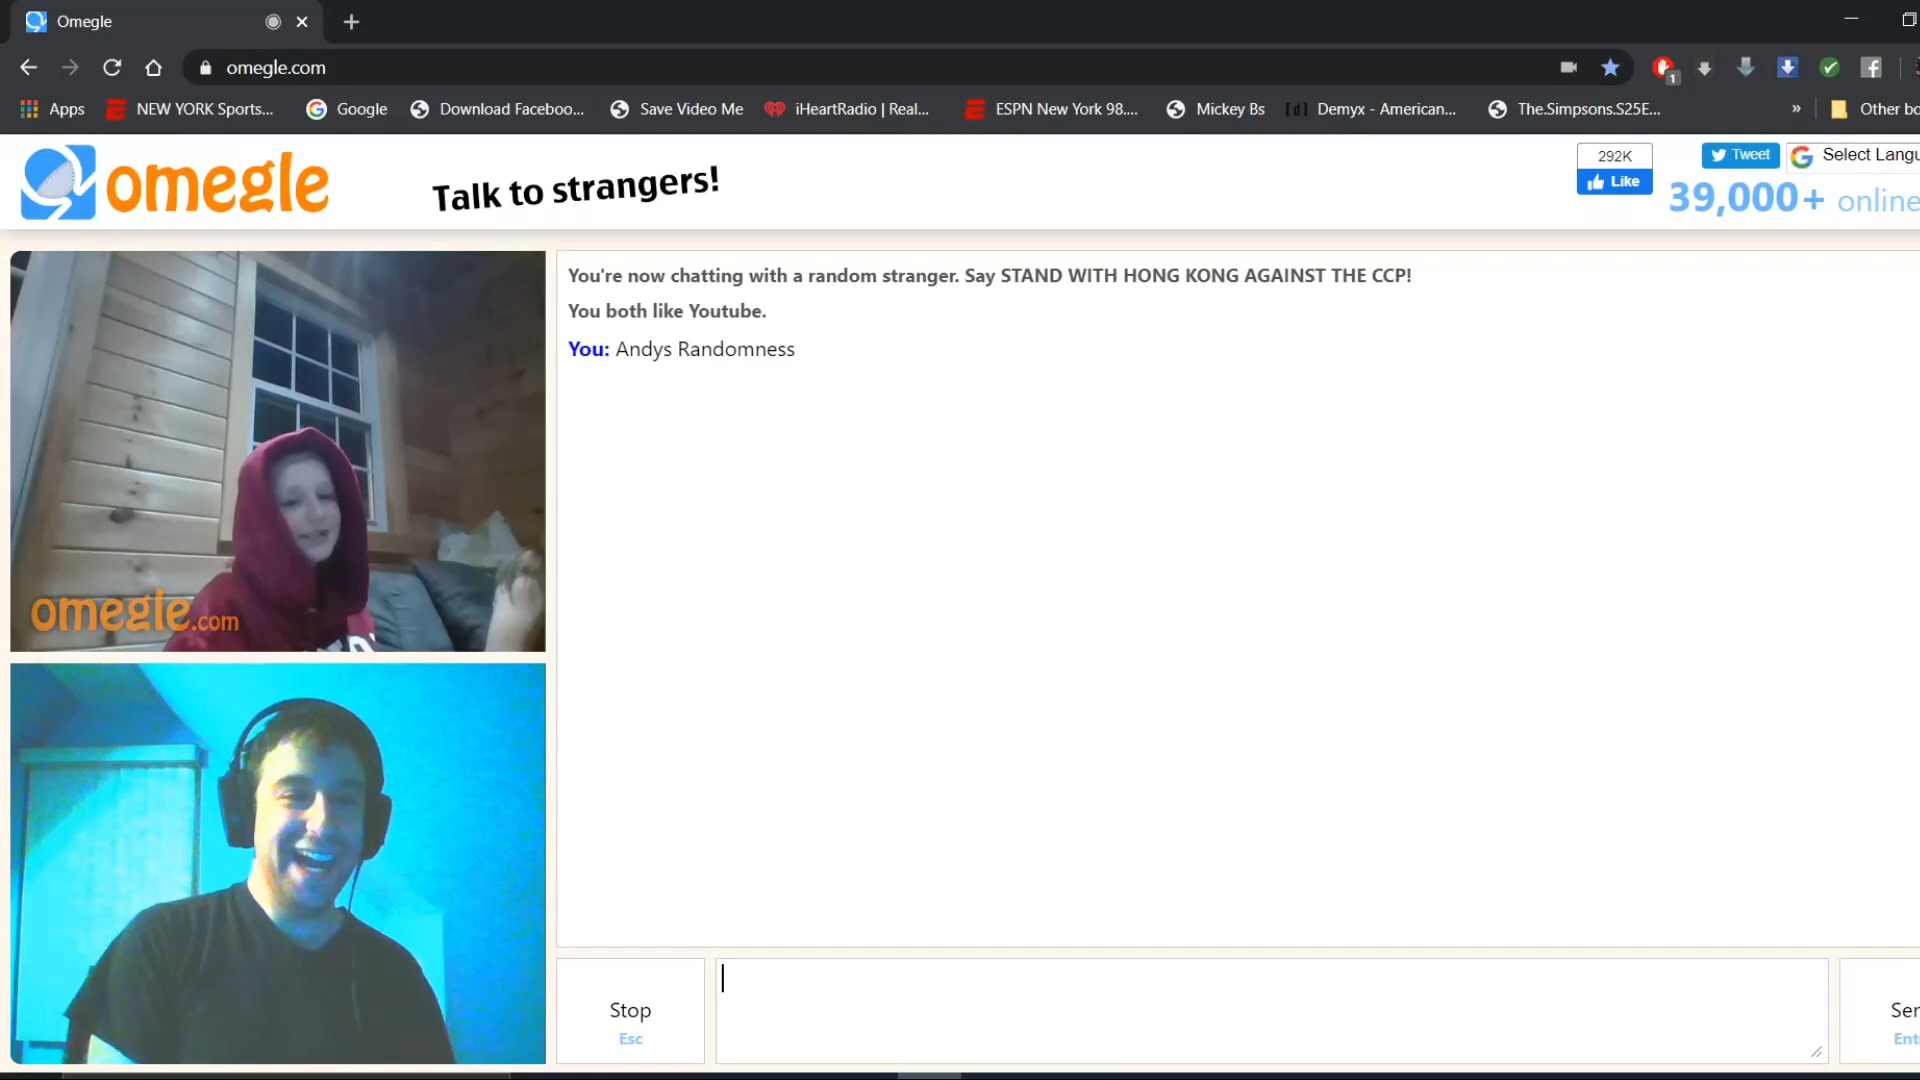 Omegle
omegle.com
Apps
NEW YORK Sports...
Google
Download Faceboo...
Save Video Me
iHeartRadio | Real...
ESPN New York 98....
Mickey Bs
Demyx - American...
The.Simpsons.S25E...
»
Other bo
omegle
Talk to strangers!
292K
Like
Tweet
Select Langu
39,000+ online
You're now chatting with a random stranger. Say STAND WITH HONG KONG AGAINST THE CCP!
You both like Youtube.
You: Andys Randomness
omegle.com
Stop
Esc
Sen
Ente
1